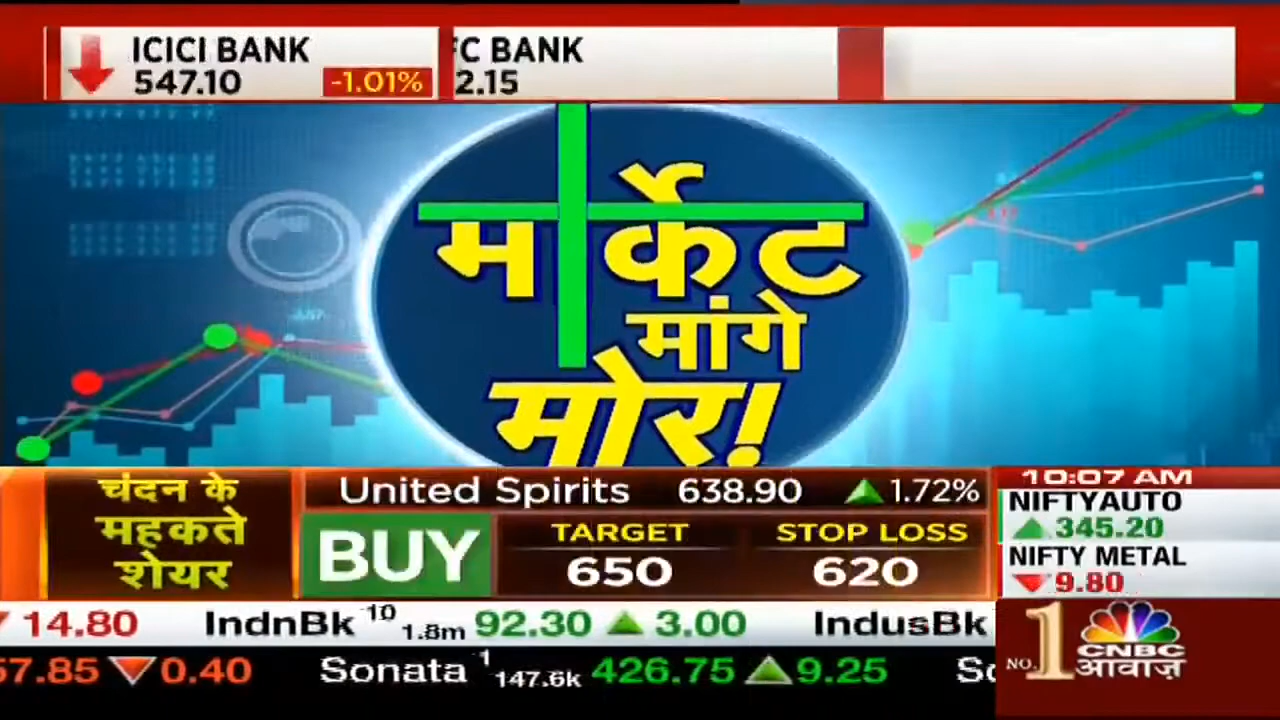 ICICI BANK
547.10 -1.01%
FC BANK
2.15
मार्केट
मांगे
मोर!
चंदन के
महकते
शेयर
United Spirits 638.90 ▲1.72%
BUY
TARGET
650
STOP LOSS
620
10:07 AM
NIFTYAUTO
▲345.20
NIFTY METAL
▼9.80
▼14.80 IndnBk 10 1.8m 92.30 ▲ 3.00 IndusBk
57.85 ▼0.40 Sonata 1 147.6k 426.75 ▲9.25 Sc
NO.1 CNBC
आवाज़